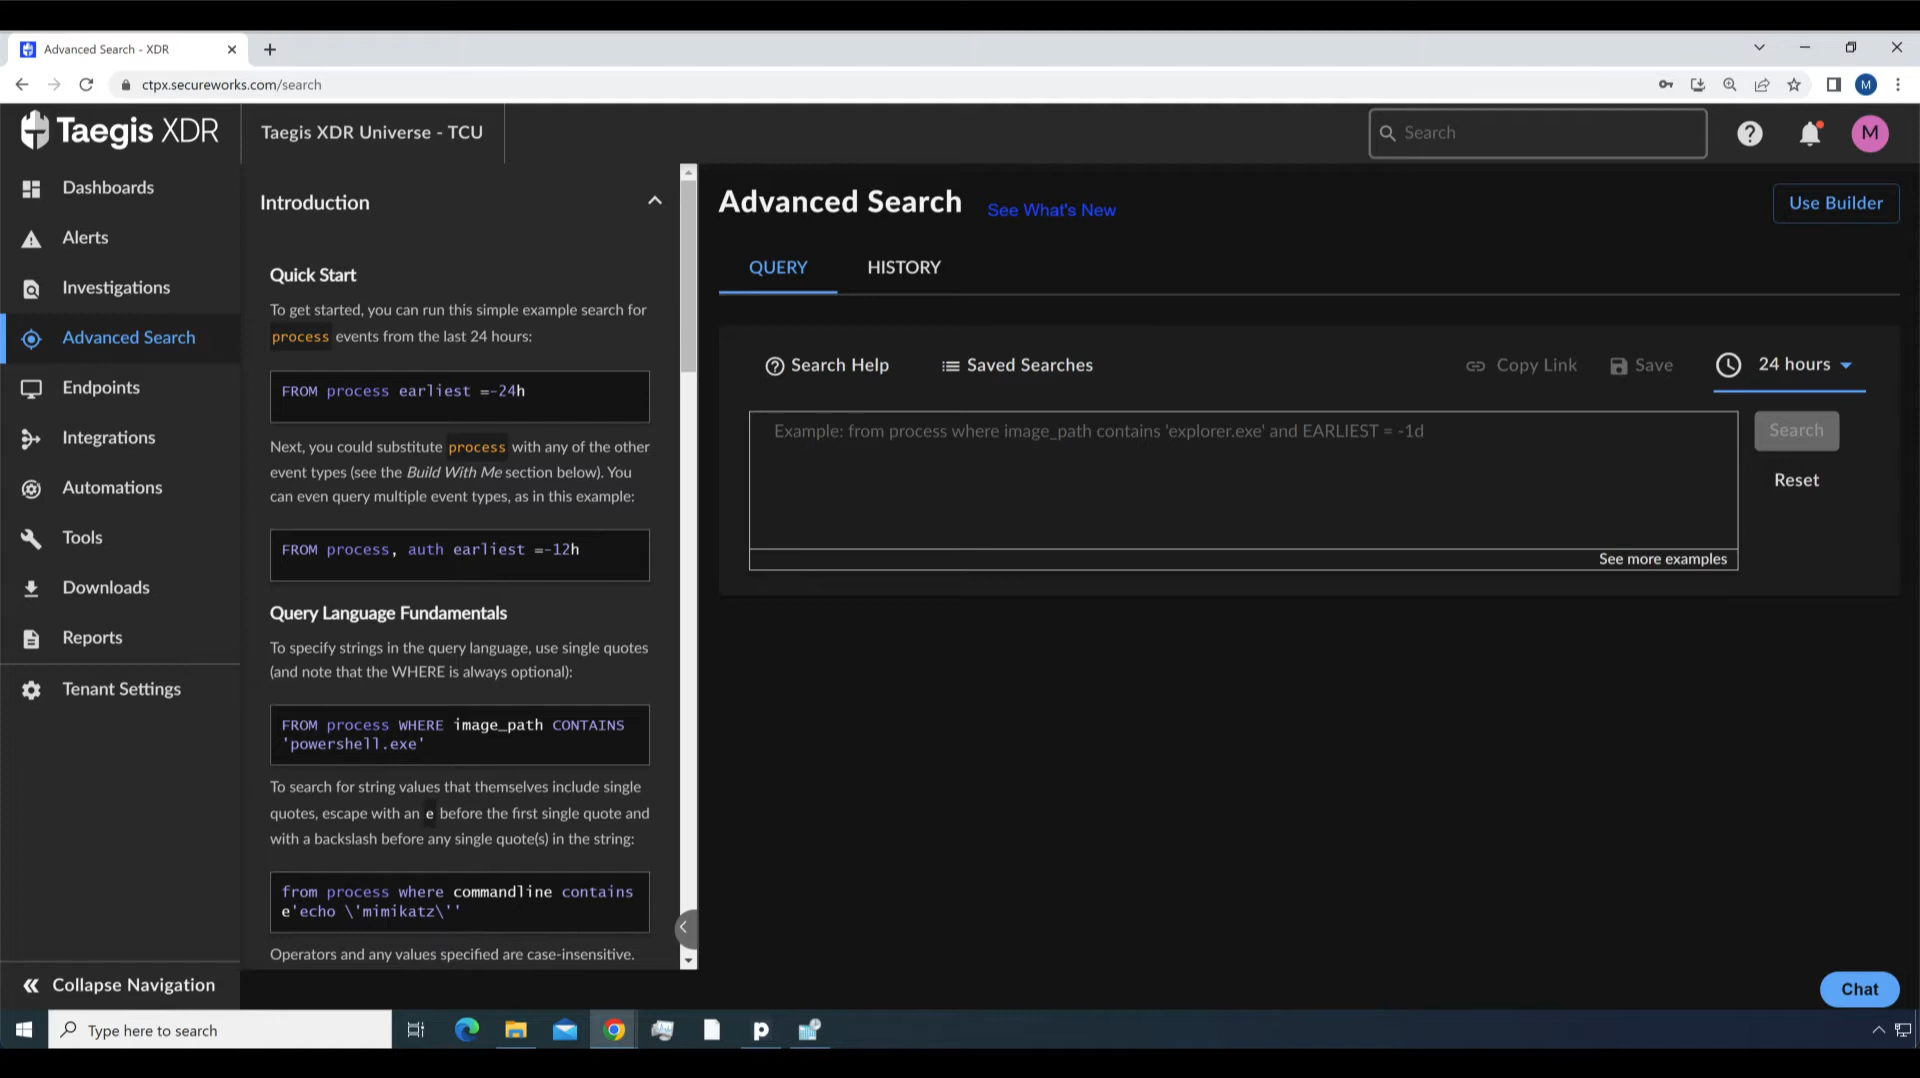 Advanced Search - XDR
ctpx.secureworks.com/search
M
Taegis XDR
Taegis XDR Universe - TCU
Search
M
Dashboards
Alerts
Investigations
Advanced Search
Endpoints
Integrations
Automations
Tools
Downloads
Reports
Tenant Settings
Collapse Navigation
Introduction
Quick Start
To get started, you can run this simple example search for
process events from the last 24 hours:
FROM process earliest =-24h
Next, you could substitute process with any of the other
event types (see the Build With Me section below). You
can even query multiple event types, as in this example:
FROM process, auth earliest =-12h
Query Language Fundamentals
To specify strings in the query language, use single quotes
(and note that the WHERE is always optional):
FROM process WHERE image_path CONTAINS
'powershell.exe'
To search for string values that themselves include single
quotes, escape with an e before the first single quote and
with a backslash before any single quote(s) in the string:
from process where commandline contains
e'echo \'mimikatz\''
Operators and any values specified are case-insensitive.
Advanced Search
See What's New
Use Builder
QUERY
HISTORY
Search Help
Saved Searches
Copy Link
Save
24 hours
Example: from process where image_path contains 'explorer.exe' and EARLIEST = -1d
Search
Reset
See more examples
Chat
Type here to search